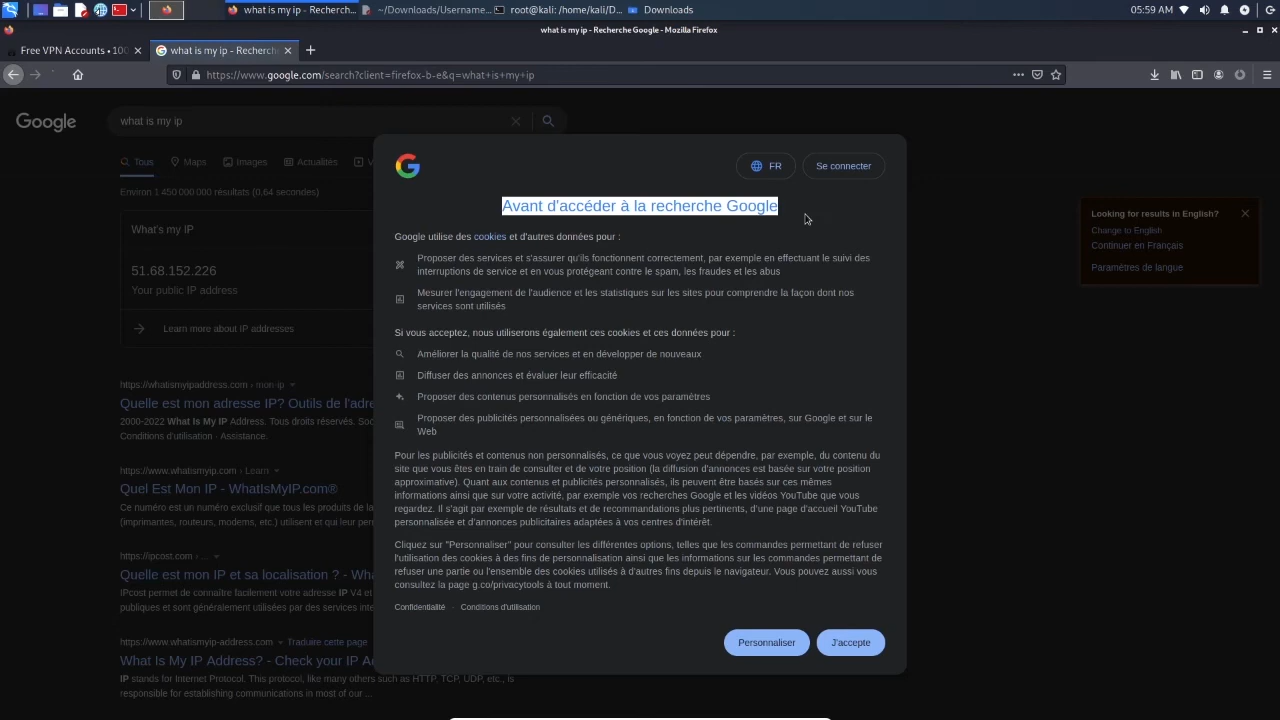 what is my ip - Recherch...
~/Downloads/Username...
root@kali: /home/kali/D...
Downloads
05:59 AM
what is my ip - Recherche Google - Mozilla Firefox
Free VPN Accounts • 100
what is my ip - Recherche
https://www.google.com/search?client=firefox-b-e&q=what+is+my+ip
Google
what is my ip
Tous
Maps
Images
Actualités
V
Environ 1 450 000 000 résultats (0,64 secondes)
What's my IP
51.68.152.226
Your public IP address
Learn more about IP addresses
https://whatismyipaddress.com › mon-ip
Quelle est mon adresse IP? Outils de l'adre
2000-2022 What Is My IP Address. Tous droits réservés. Soc
Conditions d'utilisation · Assistance.
https://www.whatismyip.com › Learn
Quel Est Mon IP - WhatIsMyIP.com®
Ce numéro est un numéro exclusif que tous les produits de la
(imprimantes, routeurs, modems, etc.) utilisent et qui leur per
https://ipcost.com › ...
Quelle est mon IP et sa localisation ? - Wha
IPcost permet de connaître facilement votre adresse IP V4 et
publiques et sont généralement utilisées par des services inte
https://www.whatismyip-address.com
Traduire cette page
What Is My IP Address? - Check your IP A
IP stands for Internet Protocol. This protocol, like many others such as HTTP, TCP, UDP, etc., is
responsible for establishing communications in most of our ...
FR
Se connecter
Avant d'accéder à la recherche Google
Google utilise des cookies et d'autres données pour :
Proposer des services et s'assurer qu'ils fonctionnent correctement, par exemple en effectuant le suivi des
interruptions de service et en vous protégeant contre le spam, les fraudes et les abus
Mesurer l'engagement de l'audience et les statistiques sur les sites pour comprendre la façon dont nos
services sont utilisés
Si vous acceptez, nous utiliserons également ces cookies et ces données pour :
Améliorer la qualité de nos services et en développer de nouveaux
Diffuser des annonces et évaluer leur efficacité
Proposer des contenus personnalisés en fonction de vos paramètres
Proposer des publicités personnalisées ou génériques, en fonction de vos paramètres, sur Google et sur le
Web
Pour les publicités et contenus non personnalisés, ce que vous voyez peut dépendre, par exemple, du contenu du
site que vous êtes en train de consulter et de votre position (la diffusion d'annonces est basée sur votre position
approximative). Quant aux contenus et publicités personnalisés, ils peuvent être basés sur ces mêmes
informations ainsi que sur votre activité, par exemple vos recherches Google et les vidéos YouTube que vous
regardez. Il s'agit par exemple de résultats et de recommandations plus pertinents, d'une page d'accueil YouTube
personnalisée et d'annonces publicitaires adaptées à vos centres d'intérêt.
Cliquez sur "Personnaliser" pour consulter les différentes options, telles que les commandes permettant de refuser
l'utilisation des cookies à des fins de personnalisation ainsi que les informations sur les commandes permettant de
refuser une partie ou l'ensemble des cookies utilisés à d'autres fins depuis le navigateur. Vous pouvez aussi vous
consultez la page g.co/privacytools à tout moment.
Confidentialité · Conditions d'utilisation
Personnaliser
J'accepte
Looking for results in English?
Change to English
Continuer en Français
Paramètres de langue